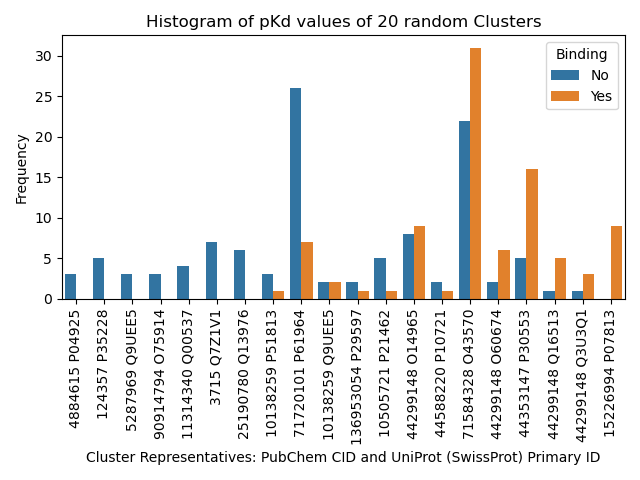 Histogram of pKd values of 20 random Clusters
Binding
No
Yes
Frequency
30
25
20
15
10
5
0
4884615 P04925
124357 P35228
5287969 Q9UEE5
90914794 O75914
11314340 Q00537
3715 Q7Z1V1
25190780 Q13976
10138259 P51813
71720101 P61964
10138259 Q9UEE5
136953054 P29597
10505721 P21462
44299148 O14965
44588220 P10721
71584328 O43570
44299148 O60674
44353147 P30553
44299148 Q16513
44299148 Q3U3Q1
15226994 P07813
Cluster Representatives: PubChem CID and UniProt (SwissProt) Primary ID